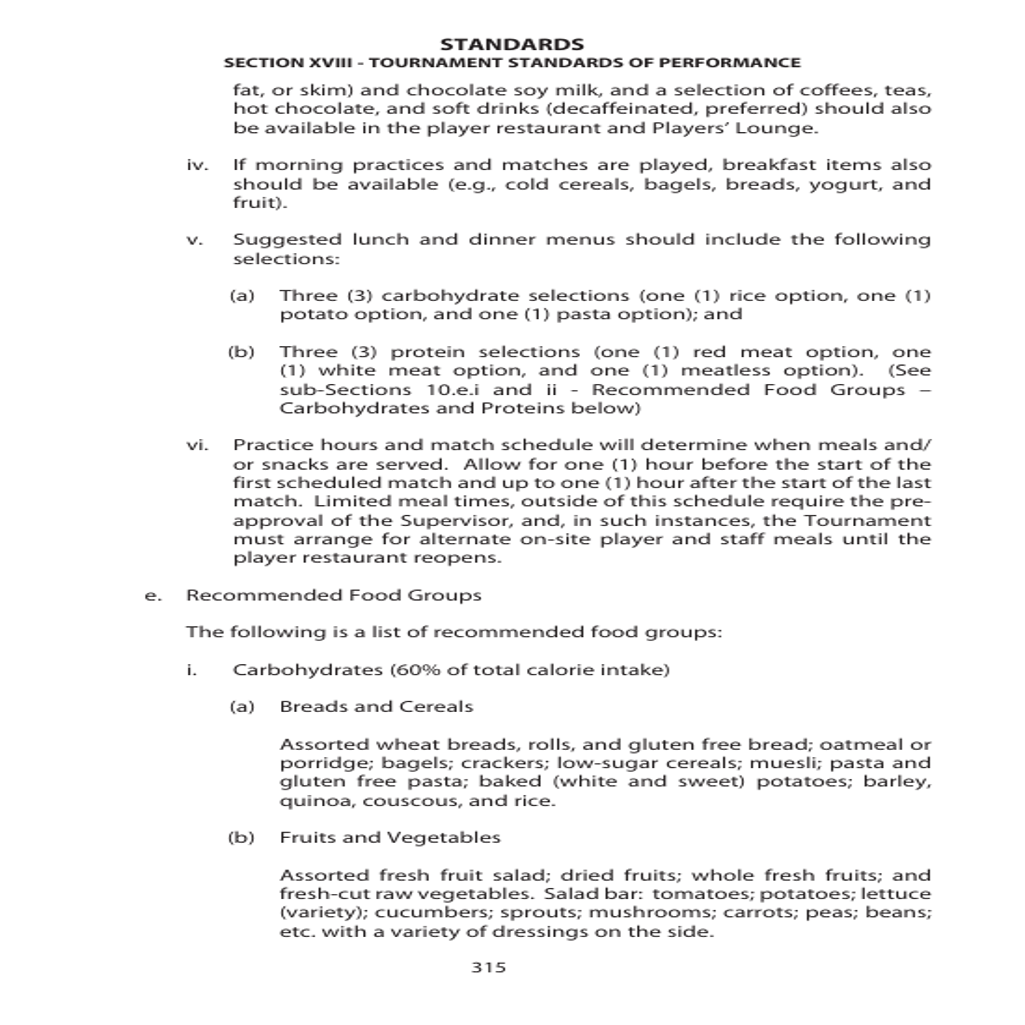 STANDARDS
SECTION XVIII - TOURNAMENT STANDARDS OF PERFORMANCE
fat, or skim) and chocolate soy milk, and a selection of coffees, teas,
hot chocolate, and soft drinks (decaffeinated, preferred) should also
be available in the player restaurant and Players’ Lounge.
iv. If morning practices and matches are played, breakfast items also
should be available (e.g., cold cereals, bagels, breads, yogurt, and
fruit).
v. Suggested lunch and dinner menus should include the following
selections:
(a) Three (3) carbohydrate selections (one (1) rice option, one (1)
potato option, and one (1) pasta option); and
(b) Three (3) protein selections (one (1) red meat option, one
(1) white meat option, and one (1) meatless option). (See
sub-Sections 10.e.i and ii - Recommended Food Groups –
Carbohydrates and Proteins below)
vi. Practice hours and match schedule will determine when meals and/
or snacks are served. Allow for one (1) hour before the start of the
first scheduled match and up to one (1) hour after the start of the last
match. Limited meal times, outside of this schedule require the pre-
approval of the Supervisor, and, in such instances, the Tournament
must arrange for alternate on-site player and staff meals until the
player restaurant reopens.
e. Recommended Food Groups
The following is a list of recommended food groups:
i. Carbohydrates (60% of total calorie intake)
(a) Breads and Cereals
Assorted wheat breads, rolls, and gluten free bread; oatmeal or
porridge; bagels; crackers; low-sugar cereals; muesli; pasta and
gluten free pasta; baked (white and sweet) potatoes; barley,
quinoa, couscous, and rice.
(b) Fruits and Vegetables
Assorted fresh fruit salad; dried fruits; whole fresh fruits; and
fresh-cut raw vegetables. Salad bar: tomatoes; potatoes; lettuce
(variety); cucumbers; sprouts; mushrooms; carrots; peas; beans;
etc. with a variety of dressings on the side.
315